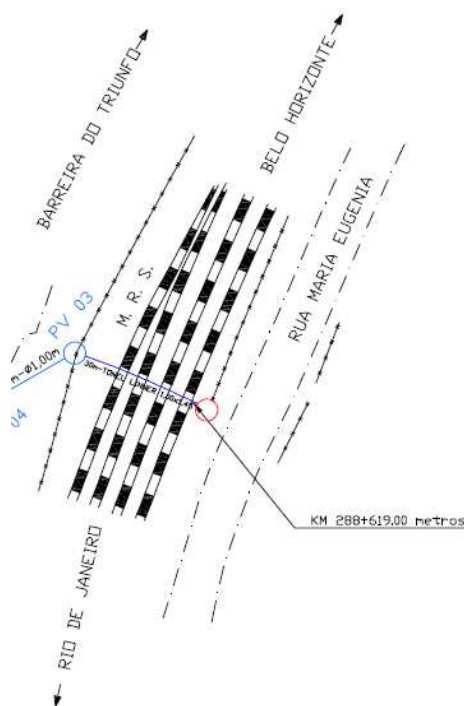 BARREIRA DO TRIUNFO
BELO HORIZONTE
RUA MARIA EUGENIA
M. R. S.
PV 03
m-Ø1,00m
04
KM 288+619,00 metros
RIO DE JANEIRO